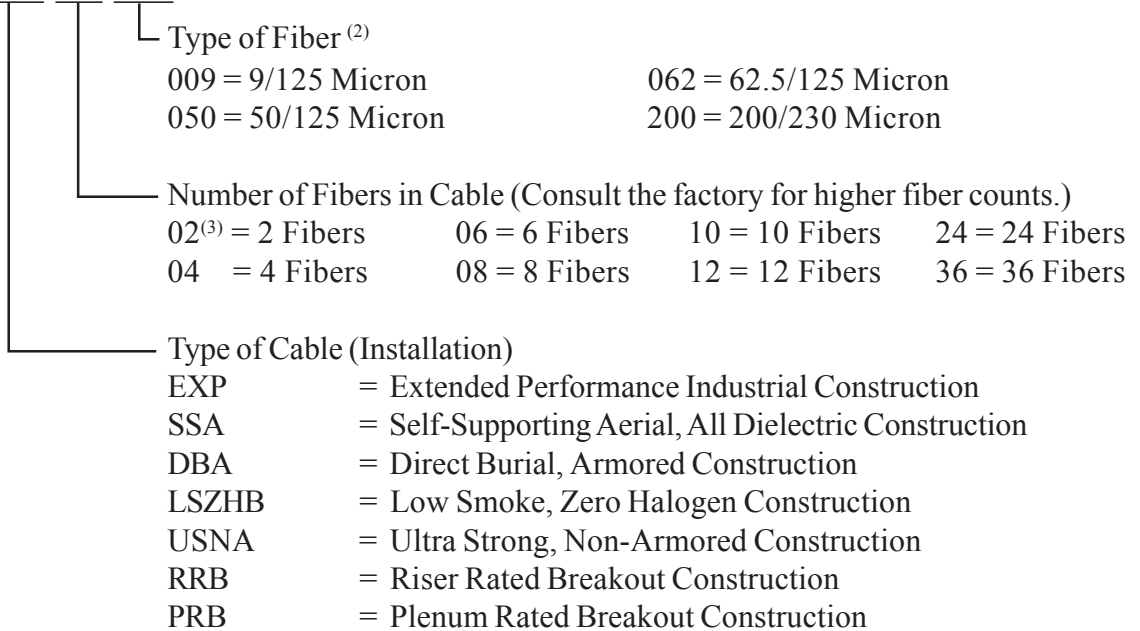 Type of Fiber (2)
009 = 9/125 Micron 062 = 62.5/125 Micron
050 = 50/125 Micron 200 = 200/230 Micron
Number of Fibers in Cable (Consult the factory for higher fiber counts.)
02(3) = 2 Fibers 06 = 6 Fibers 10 = 10 Fibers 24 = 24 Fibers
04 = 4 Fibers 08 = 8 Fibers 12 = 12 Fibers 36 = 36 Fibers
Type of Cable (Installation)
EXP = Extended Performance Industrial Construction
SSA = Self-Supporting Aerial, All Dielectric Construction
DBA = Direct Burial, Armored Construction
LSZHB = Low Smoke, Zero Halogen Construction
USNA = Ultra Strong, Non-Armored Construction
RRB = Riser Rated Breakout Construction
PRB = Plenum Rated Breakout Construction